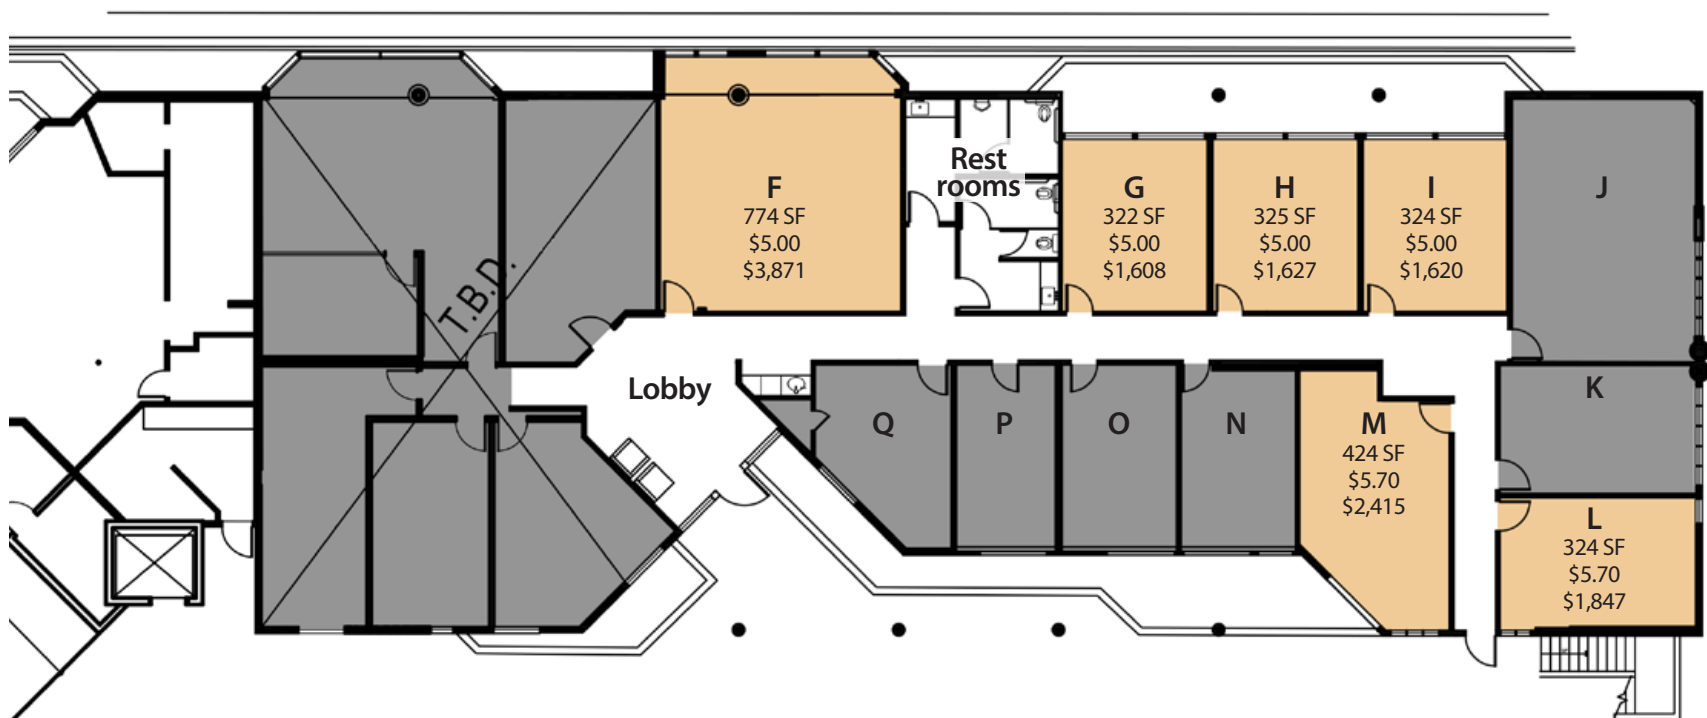 F
774 SF
$5.00
$3,871
Rest
rooms
G
322 SF
$5.00
$1,608
H
325 SF
$5.00
$1,627
I
324 SF
$5.00
$1,620
J
T.B.D.
Lobby
Q
P
O
N
M
424 SF
$5.70
$2,415
K
L
324 SF
$5.70
$1,847